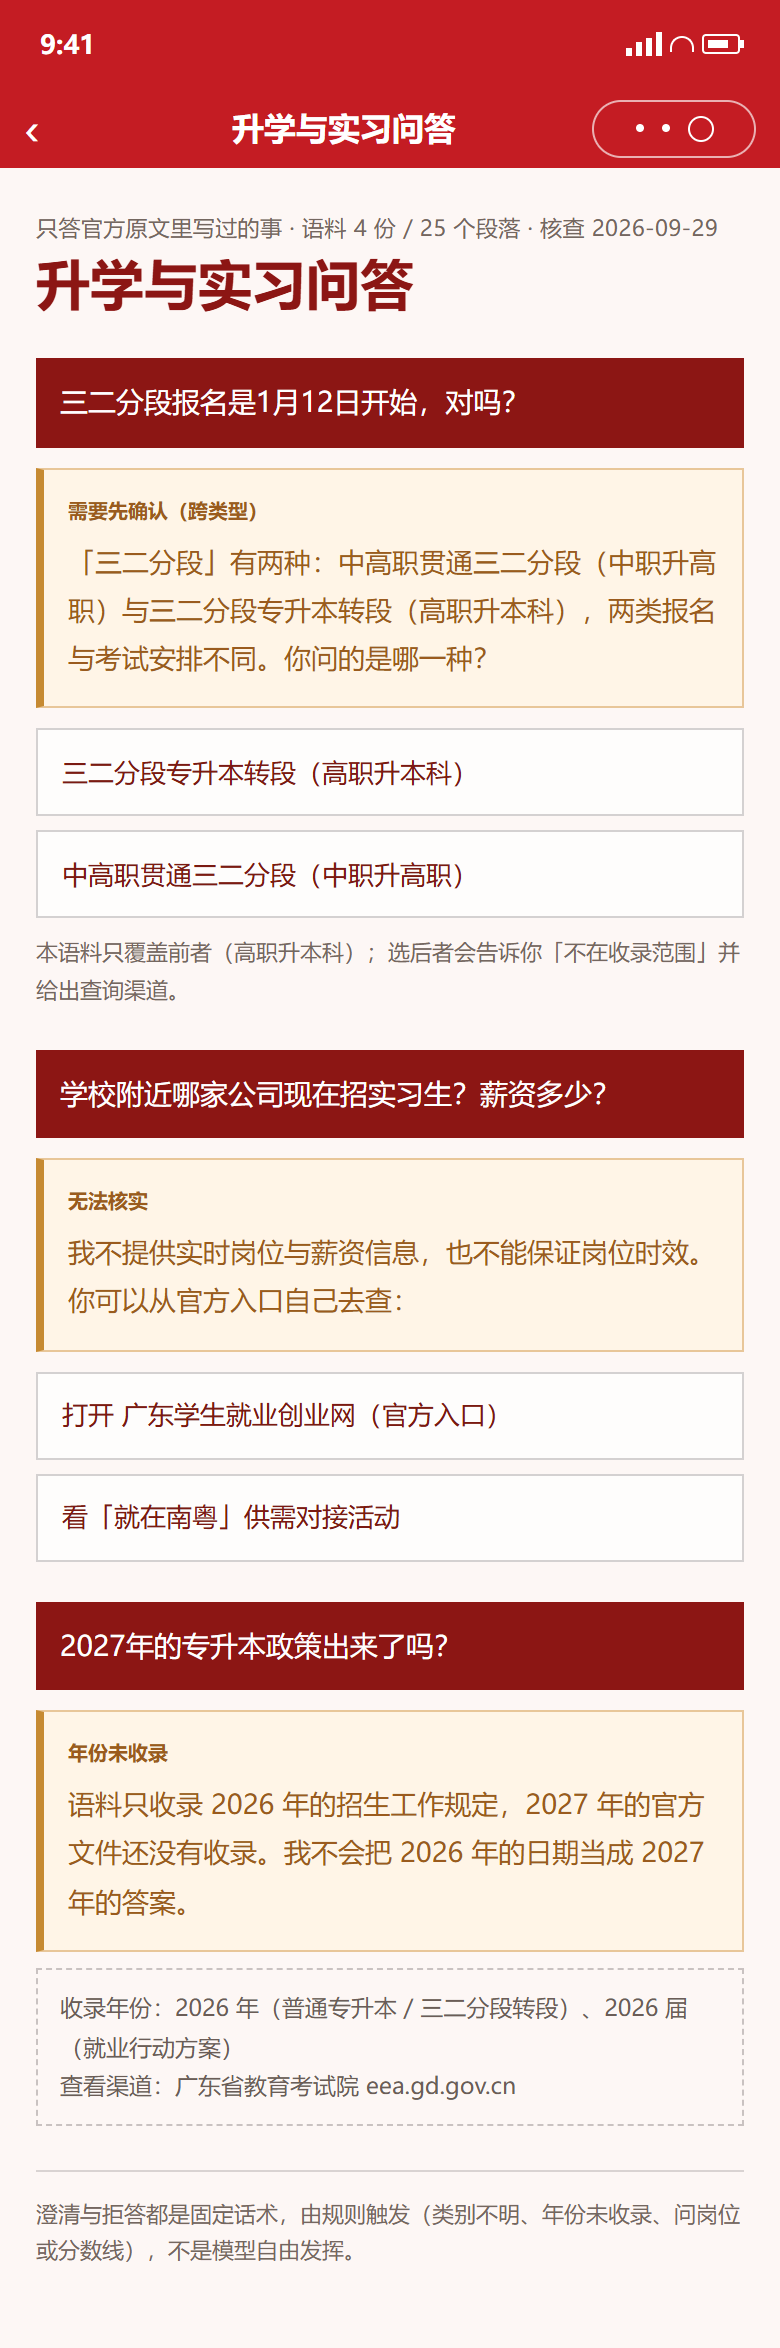 9:41
‹
升学与实习问答
只答官方原文里写过的事 · 语料 4 份 / 25 个段落 · 核查 2026-09-29
升学与实习问答
三二分段报名是1月12日开始，对吗？
需要先确认（跨类型）
「三二分段」有两种：中高职贯通三二分段（中职升高
职）与三二分段专升本转段（高职升本科），两类报名
与考试安排不同。你问的是哪一种？
三二分段专升本转段（高职升本科）
中高职贯通三二分段（中职升高职）
本语料只覆盖前者（高职升本科）；选后者会告诉你「不在收录范围」并
给出查询渠道。
学校附近哪家公司现在招实习生？薪资多少？
无法核实
我不提供实时岗位与薪资信息，也不能保证岗位时效。
你可以从官方入口自己去查：
打开 广东学生就业创业网（官方入口）
看「就在南粤」供需对接活动
2027年的专升本政策出来了吗？
年份未收录
语料只收录 2026 年的招生工作规定，2027 年的官方
文件还没有收录。我不会把 2026 年的日期当成 2027
年的答案。
收录年份：2026 年（普通专升本 / 三二分段转段）、2026 届
（就业行动方案）
查看渠道：广东省教育考试院 eea.gd.gov.cn
澄清与拒答都是固定话术，由规则触发（类别不明、年份未收录、问岗位
或分数线），不是模型自由发挥。